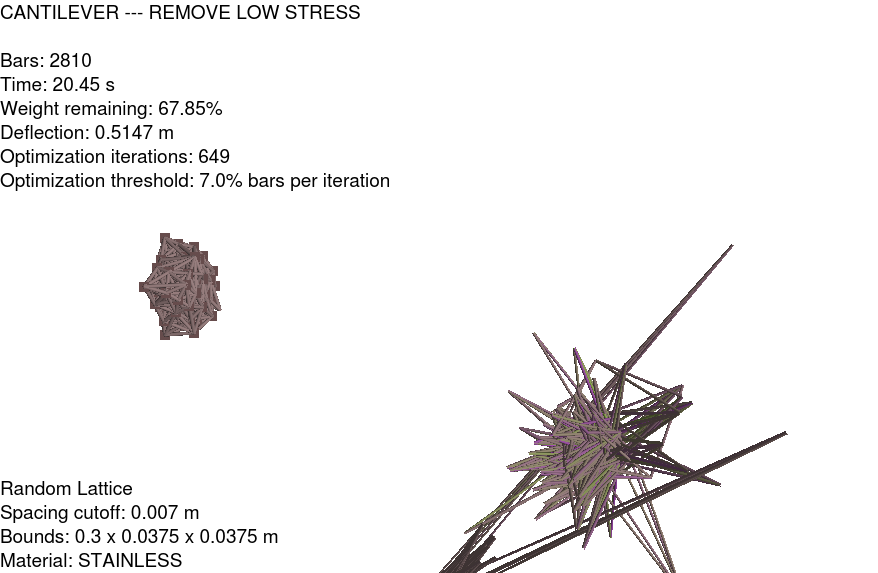 CANTILEVER --- REMOVE LOW STRESS
Bars: 2810
Time: 20.45 s
Weight remaining: 67.85%
Deflection: 0.5147 m
Optimization iterations: 649
Optimization threshold: 7.0% bars per iteration
Random Lattice
Spacing cutoff: 0.007 m
Bounds: 0.3 x 0.0375 x 0.0375 m
Material: STAINLESS